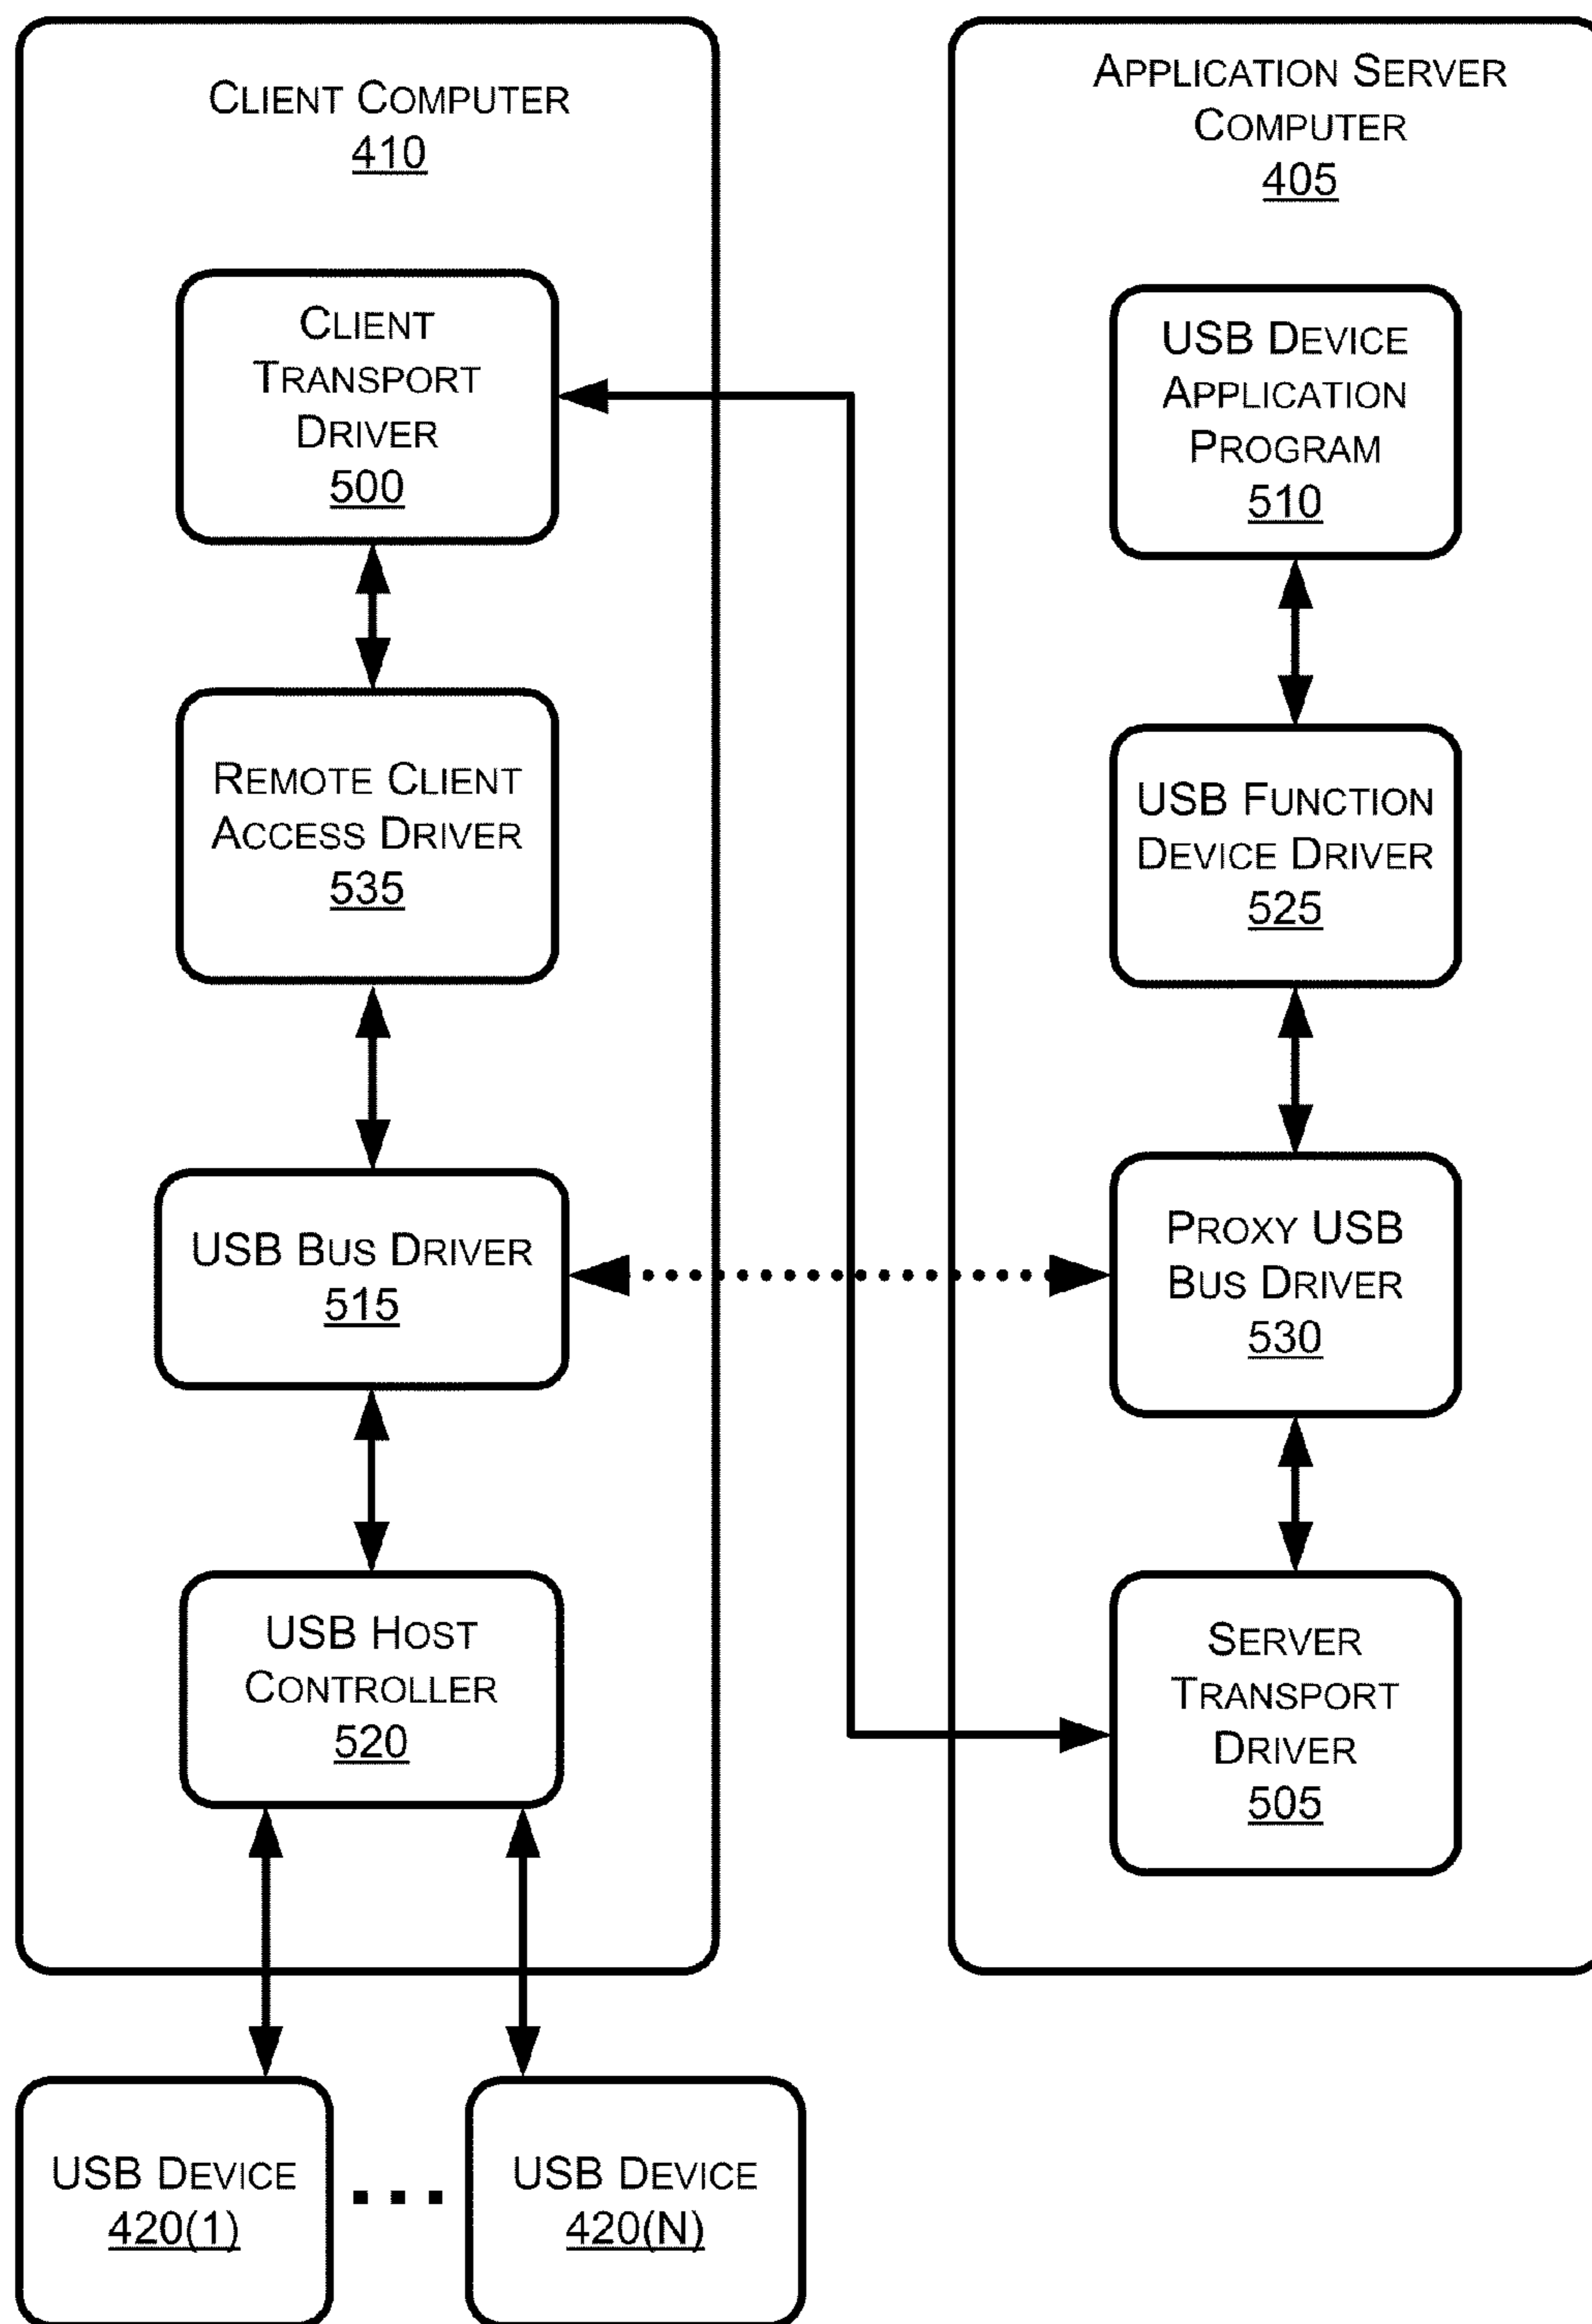 CLIENT COMPUTER
410
CLIENT
TRANSPORT
DRIVER
500
REMOTE CLIENT
ACCESS DRIVER
535
USB BUS DRIVER
515
USB HOST
CONTROLLER
520
USB DEVICE
420(1)
USB DEVICE
420(N)
APPLICATION SERVER
COMPUTER
405
USB DEVICE
APPLICATION
PROGRAM
510
USB FUNCTION
DEVICE DRIVER
525
PROXY USB
BUS DRIVER
530
SERVER
TRANSPORT
DRIVER
505